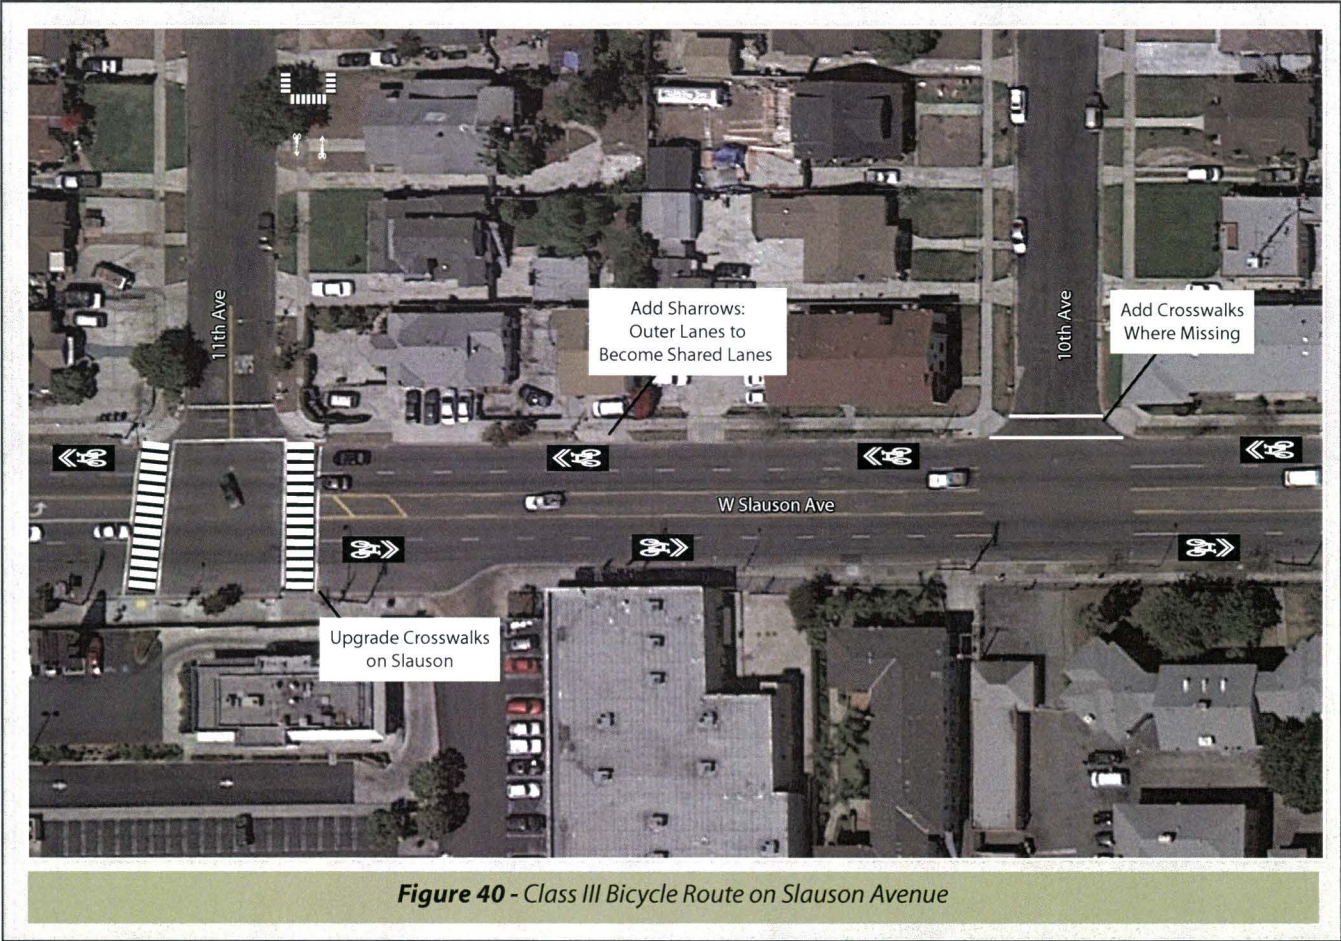 Add Sharrows:
Outer Lanes to
Become Shared Lanes
Add Crosswalks
Where Missing
11th Ave
10th Ave
W Slauson Ave
Upgrade Crosswalks
on Slauson
Figure 40 - Class III Bicycle Route on Slauson Avenue